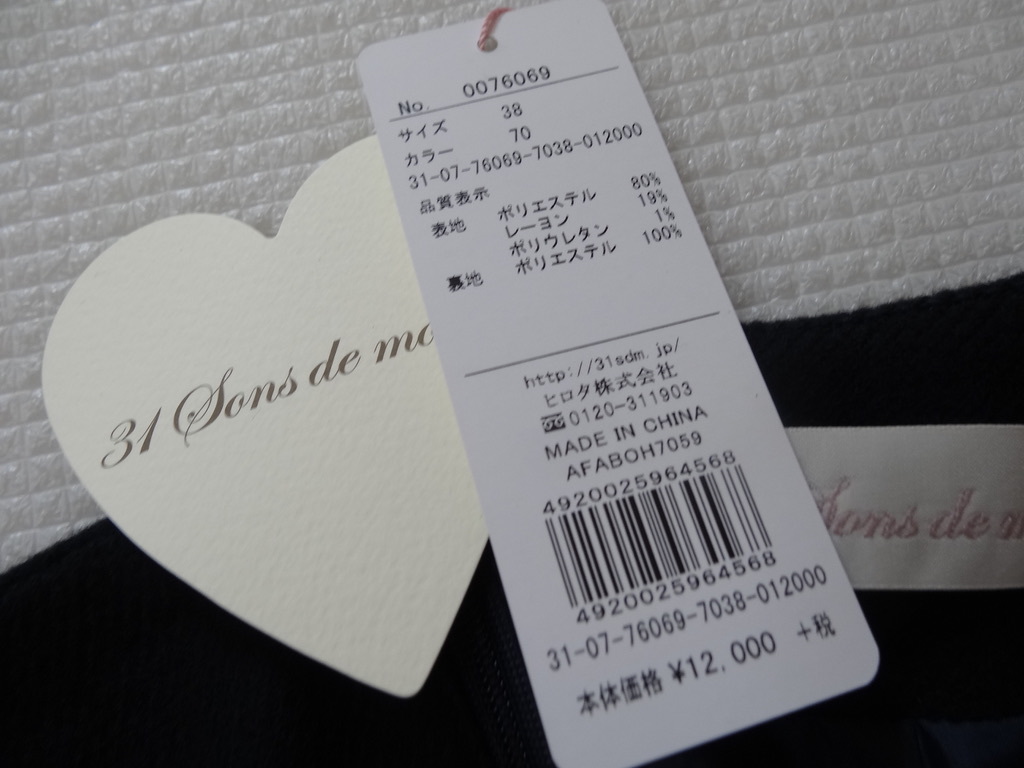 No. 0076069
サイズ 38
カラー 70
31-07-76069-7038-012000
品質表示
表地 ポリエステル 80%
レーヨン 19%
ポリウレタン 1%
裏地 ポリエステル 100%
http://31sdm.jp/
ヒロタ株式会社
0120-311903
MADE IN CHINA
AFABOH7059
4920025964568
4920025964568
31-07-76069-7038-012000
本体価格 ¥12,000 +税
31 Sons de mo
Sons de m